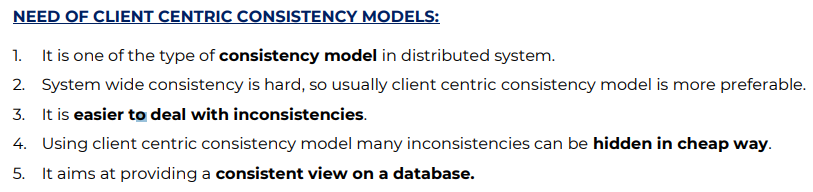 NEED OF CLIENT CENTRIC CONSISTENCY MODELS:
1. It is one of the type of consistency model in distributed system.
2. System wide consistency is hard, so usually client centric consistency model is more preferable.
3. It is easier to deal with inconsistencies.
4. Using client centric consistency model many inconsistencies can be hidden in cheap way.
5. It aims at providing a consistent view on a database.